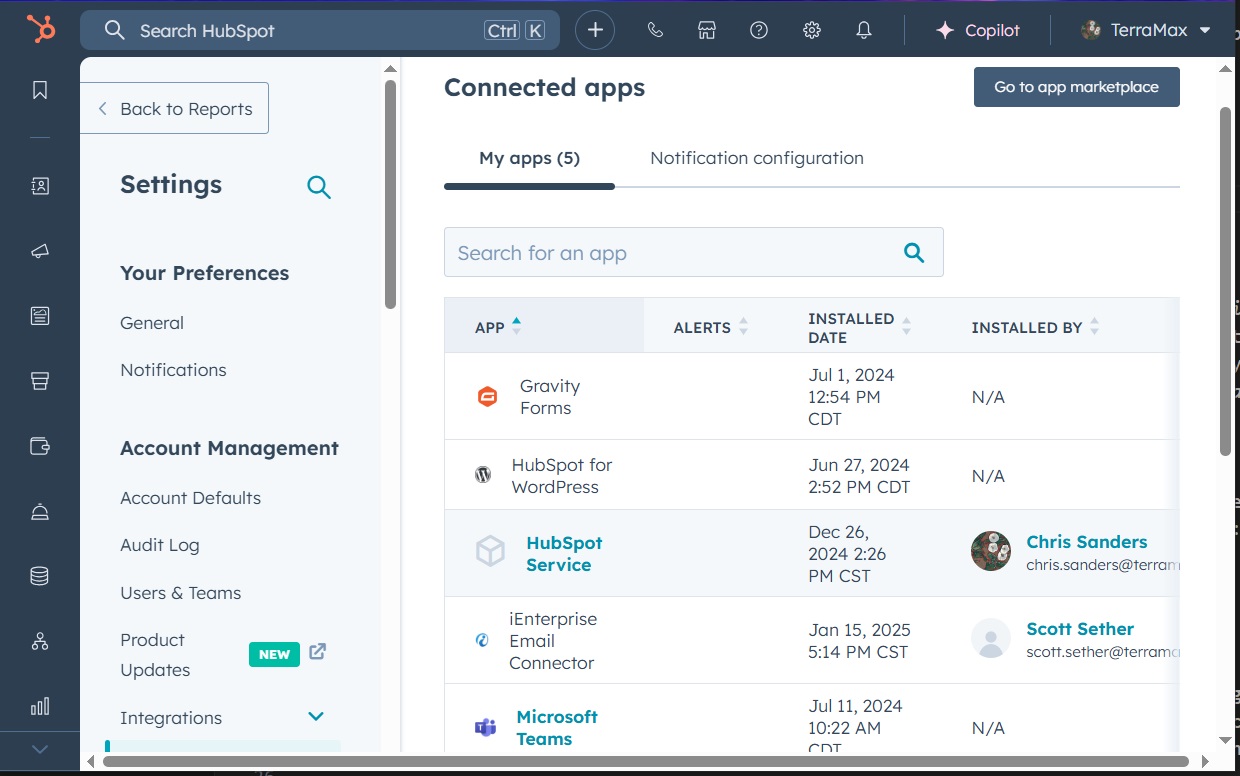 Search HubSpot
Ctrl K
Copilot
TerraMax
Back to Reports
Settings
Your Preferences
General
Notifications
Account Management
Account Defaults
Audit Log
Users & Teams
Product
Updates
NEW
Integrations
Connected apps
Go to app marketplace
My apps (5)
Notification configuration
Search for an app
APP
ALERTS
INSTALLED
DATE
INSTALLED BY
Gravity
Forms
Jul 1, 2024
12:54 PM
CDT
N/A
HubSpot for
WordPress
Jun 27, 2024
2:52 PM CDT
N/A
HubSpot
Service
Dec 26,
2024 2:26
PM CST
Chris Sanders
chris.sanders@terram
iEnterprise
Email
Connector
Jan 15, 2025
5:14 PM CST
Scott Sether
scott.sether@terrama
Microsoft
Teams
Jul 11, 2024
10:22 AM
CDT
N/A